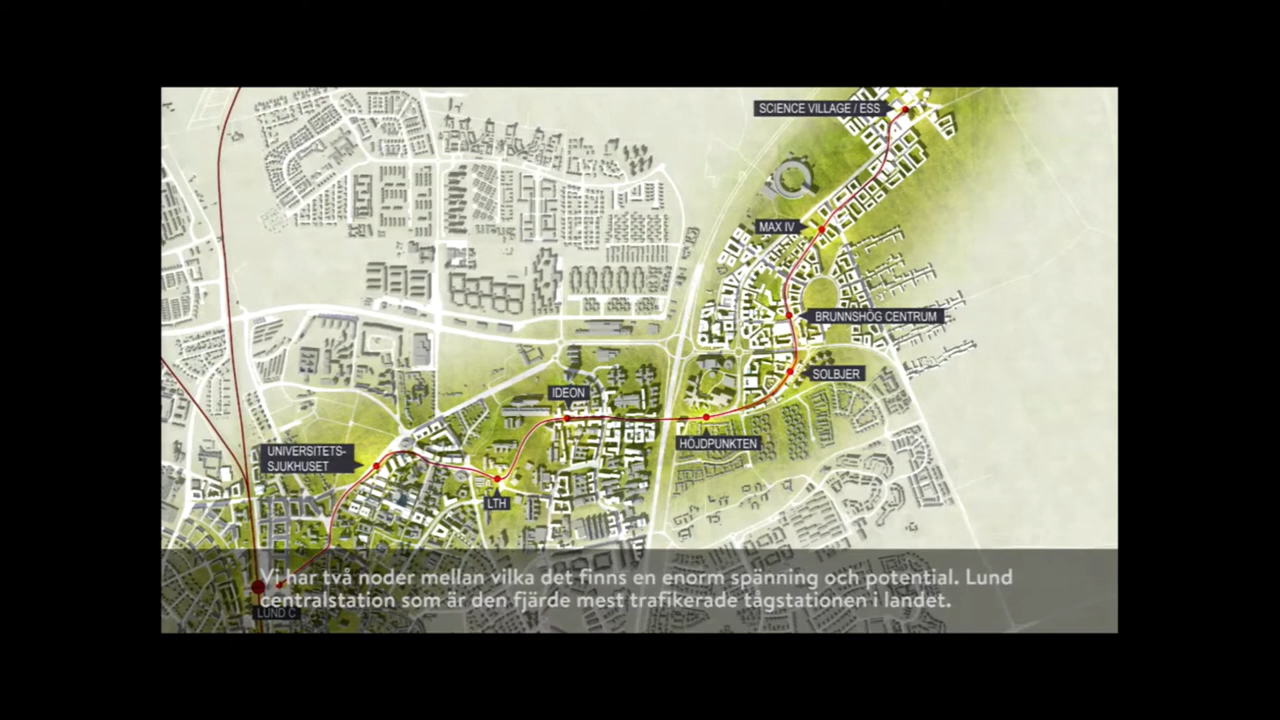 SCIENCE VILLAGE / ESS
MAX IV
BRUNNSHÖG CENTRUM
SOLBJER
IDEON
HÖJDPUNKTEN
UNIVERSITETS-
SJUKHUSET
LTH
Vi har två noder mellan vilka det finns en enorm spänning och potential. Lund
centralstation som är den fjärde mest trafikerade tågstationen i landet.
LUND C